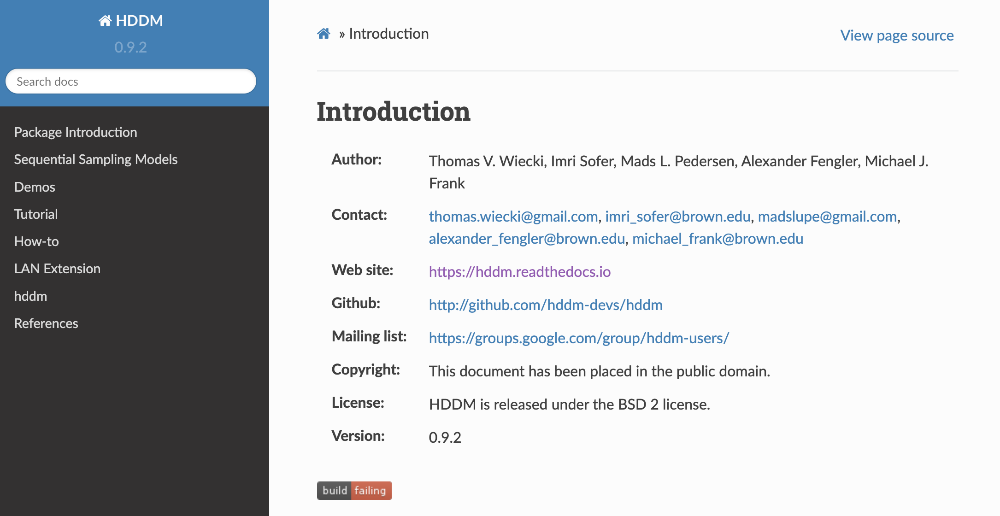 HDDM
0.9.2
Search docs
Package Introduction
Sequential Sampling Models
Demos
Tutorial
How-to
LAN Extension
hddm
References
» Introduction
View page source
Introduction
Author: Thomas V. Wiecki, Imri Sofer, Mads L. Pedersen, Alexander Fengler, Michael J.
Frank
Contact: thomas.wiecki@gmail.com, imri_sofer@brown.edu, madslupe@gmail.com,
alexander_fengler@brown.edu, michael_frank@brown.edu
Web site: https://hddm.readthedocs.io
Github: http://github.com/hddm-devs/hddm
Mailing list: https://groups.google.com/group/hddm-users/
Copyright: This document has been placed in the public domain.
License: HDDM is released under the BSD 2 license.
Version: 0.9.2
build failing